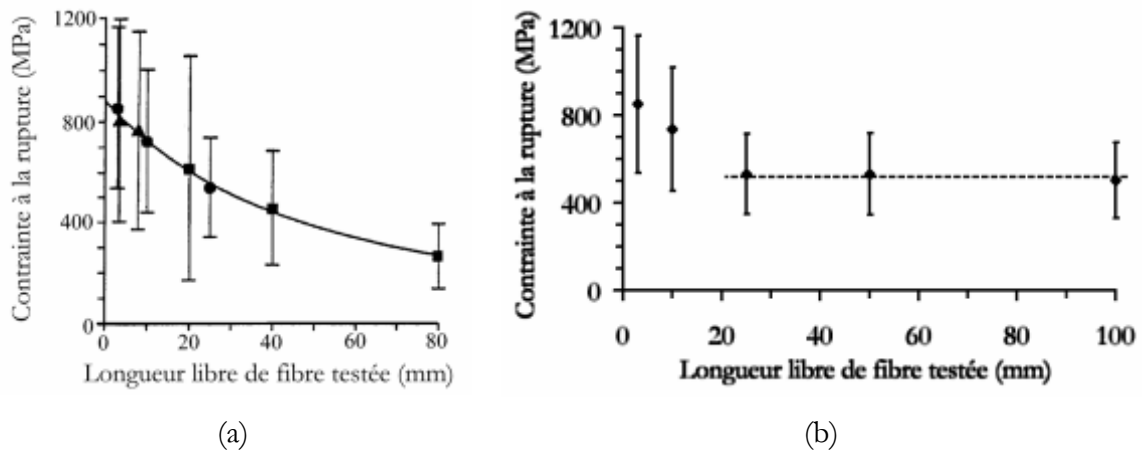 1200
800
400
0
Contrainte à la rupture (MPa)
0 20 40 60 80
Longueur libre de fibre testée (mm)
(a)
1200
800
400
0
Contrainte à la rupture (MPa)
0 20 40 60 80 100
Longueur libre de fibre testée (mm)
(b)